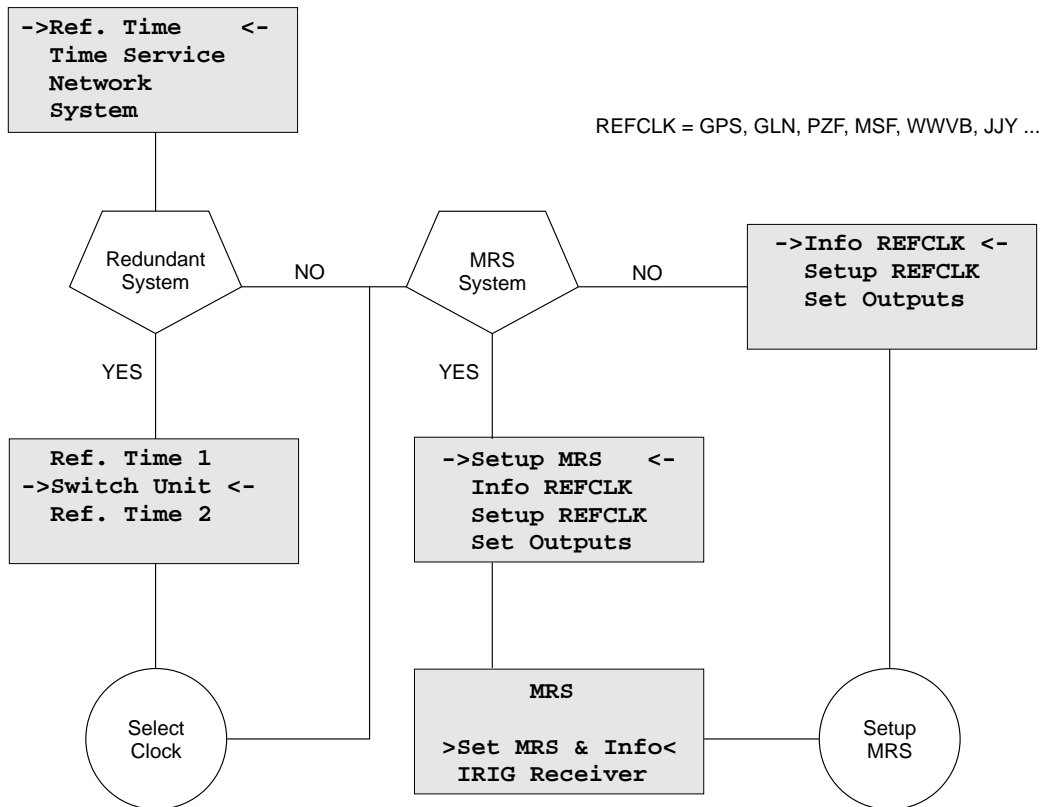 ->Ref. Time <-
Time Service
Network
System
REFCLK = GPS, GLN, PZF, MSF, WWVB, JJY ...
Redundant
System
NO
MRS
System
NO
->Info REFCLK <-
Setup REFCLK
Set Outputs
YES
YES
Ref. Time 1
->Switch Unit <-
Ref. Time 2
->Setup MRS <-
Info REFCLK
Setup REFCLK
Set Outputs
Select
Clock
MRS
>Set MRS & Info<
IRIG Receiver
Setup
MRS